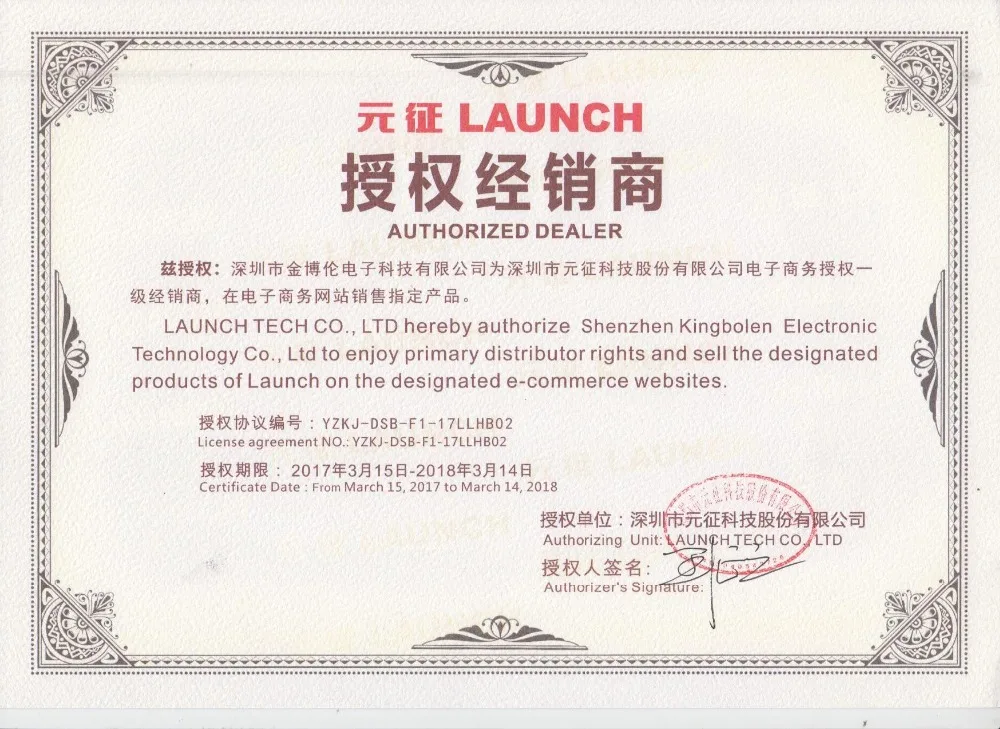 元征 LAUNCH
授权经销商
AUTHORIZED DEALER
兹授权：深圳市金博伦电子科技有限公司为深圳市元征科技股份有限公司电子商务授权一
级经销商，在电子商务网站销售指定产品。
LAUNCH TECH CO., LTD hereby authorize Shenzhen Kingbolen Electronic
Technology Co., Ltd to enjoy primary distributor rights and sell the designated
products of Launch on the designated e-commerce websites.
授权协议编号：YZKJ-DSB-F1-17LLHB02
License agreement NO.: YZKJ-DSB-F1-17LLHB02
授权期限： 2017年3月15日-2018年3月14日
Certificate Date : From March 15, 2017 to March 14, 2018
授权单位：深圳市元征科技股份有限公司
Authorizing Unit: LAUNCH TECH CO., LTD
授权人签名:
Authorizer's Signature: